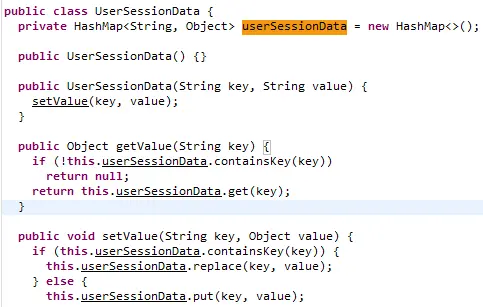 public class UserSessionData {
private HashMap<String, Object> userSessionData = new HashMap<>();
public UserSessionData() {}
public UserSessionData(String key, String value) {
setValue(key, value);
}
public Object getValue(String key) {
if (!this.userSessionData.containsKey(key))
return null;
return this.userSessionData.get(key);
}
public void setValue(String key, Object value) {
if (this.userSessionData.containsKey(key)) {
this.userSessionData.replace(key, value);
} else {
this.userSessionData.put(key, value);